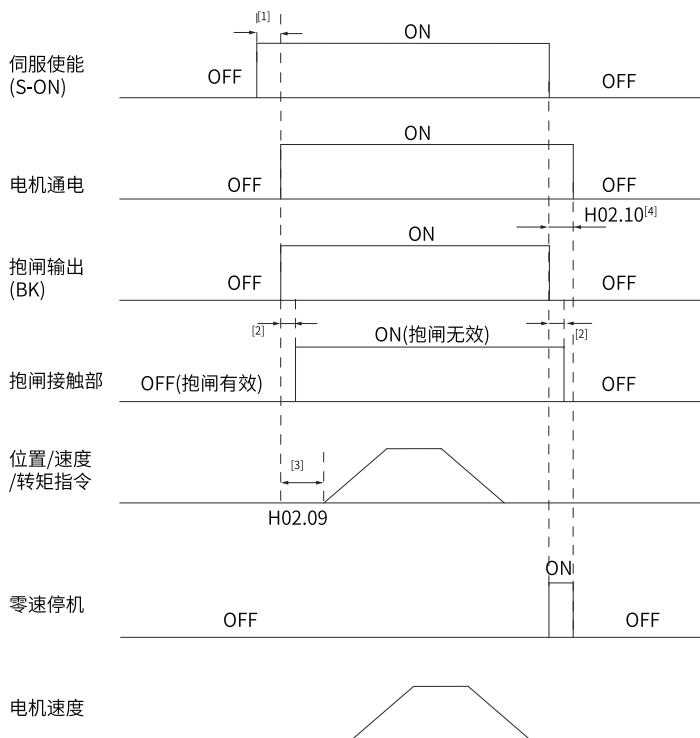 [1]
ON
伺服使能
(S-ON)
OFF
OFF
ON
电机通电
OFF
OFF
H02.10[4]
ON
抱闸输出
(BK)
OFF
OFF
[2]
ON(抱闸无效)
[2]
抱闸接触部
OFF(抱闸有效)
OFF
位置/速度
/转矩指令
[3]
H02.09
ON
零速停机
OFF
OFF
电机速度